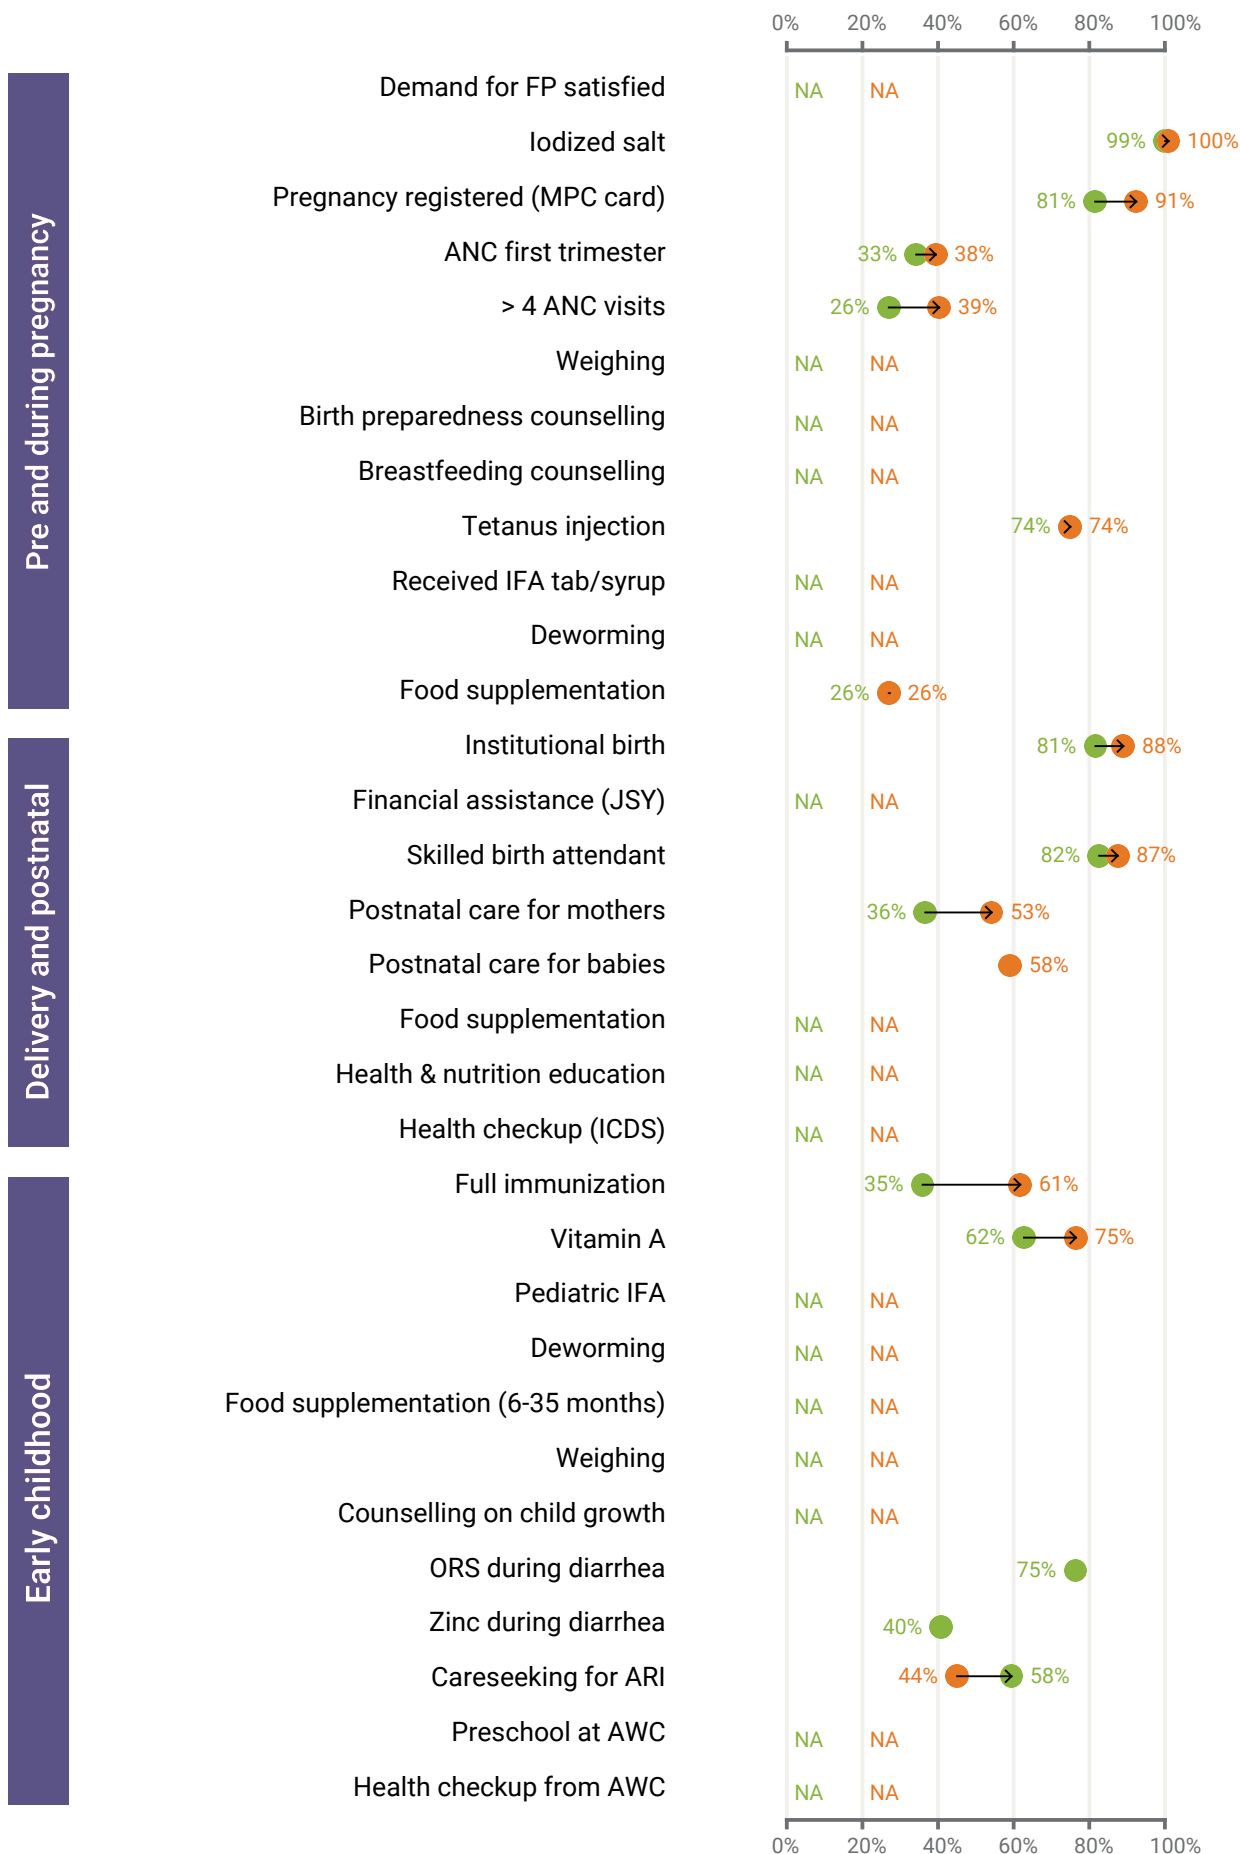 0% 20% 40% 60% 80% 100%
Pre and during pregnancy
Demand for FP satisfied NA NA
Iodized salt 99% 100%
Pregnancy registered (MPC card) 81% 91%
ANC first trimester 33% 38%
> 4 ANC visits 26% 39%
Weighing NA NA
Birth preparedness counselling NA NA
Breastfeeding counselling NA NA
Tetanus injection 74% 74%
Received IFA tab/syrup NA NA
Deworming NA NA
Food supplementation 26% 26%
Delivery and postnatal
Institutional birth 81% 88%
Financial assistance (JSY) NA NA
Skilled birth attendant 82% 87%
Postnatal care for mothers 36% 53%
Postnatal care for babies 58%
Food supplementation NA NA
Health & nutrition education NA NA
Health checkup (ICDS) NA NA
Early childhood
Full immunization 35% 61%
Vitamin A 62% 75%
Pediatric IFA NA NA
Deworming NA NA
Food supplementation (6-35 months) NA NA
Weighing NA NA
Counselling on child growth NA NA
ORS during diarrhea 75%
Zinc during diarrhea 40%
Careseeking for ARI 44% 58%
Preschool at AWC NA NA
Health checkup from AWC NA NA
0% 20% 40% 60% 80% 100%